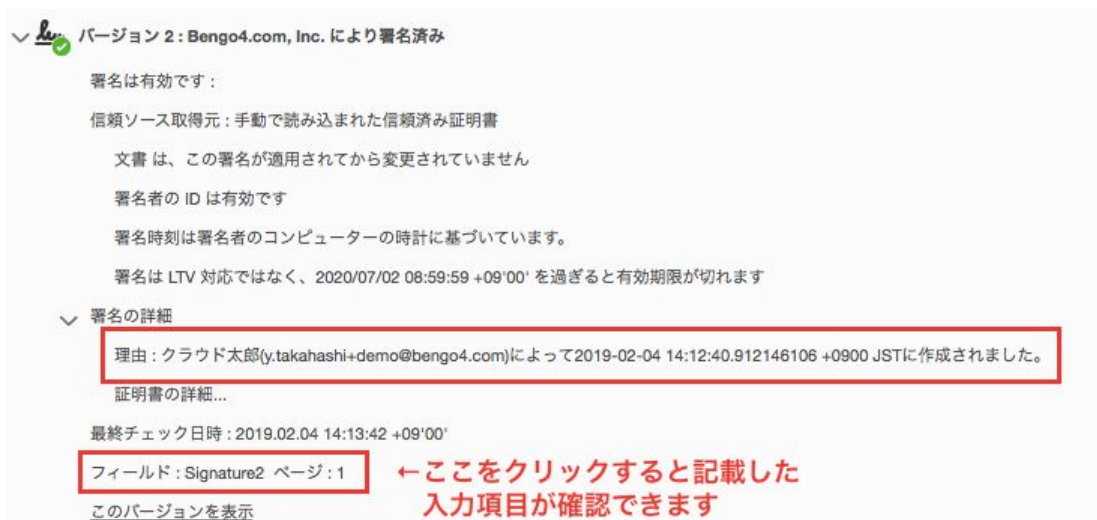 バージョン 2 : Bengo4.com, Inc. により署名済み
署名は有効です :
信頼ソース取得元 : 手動で読み込まれた信頼済み証明書
文書 は、この署名が適用されてから変更されていません
署名者の ID は有効です
署名時刻は署名者のコンピューターの時計に基づいています。
署名は LTV 対応ではなく、2020/07/02 08:59:59 +09'00' を過ぎると有効期限が切れます
署名の詳細
理由 : クラウド太郎(y.takahashi+demo@bengo4.com)によって2019-02-04 14:12:40.912146106 +0900 JSTに作成されました。
証明書の詳細...
最終チェック日時 : 2019.02.04 14:13:42 +09'00'
フィールド : Signature2 ページ : 1
←ここをクリックすると記載した
入力項目が確認できます
このバージョンを表示